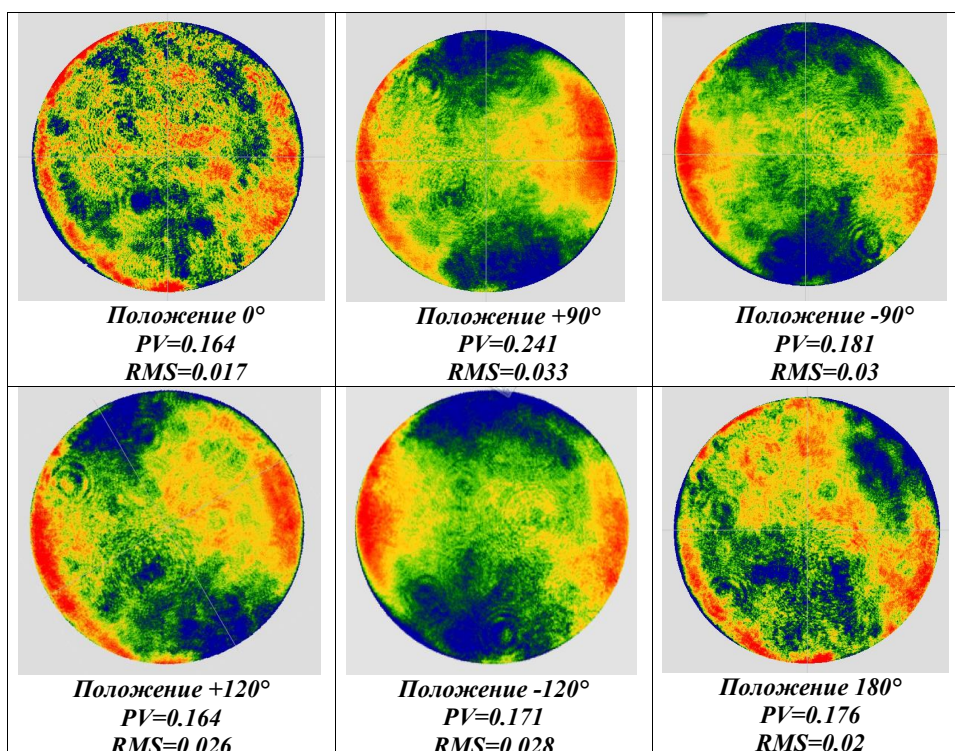 Положение 0°
PV=0.164
RMS=0.017
Положение +90°
PV=0.241
RMS=0.033
Положение -90°
PV=0.181
RMS=0.03
Положение +120°
PV=0.164
RMS=0.026
Положение -120°
PV=0.171
RMS=0.028
Положение 180°
PV=0.176
RMS=0.02